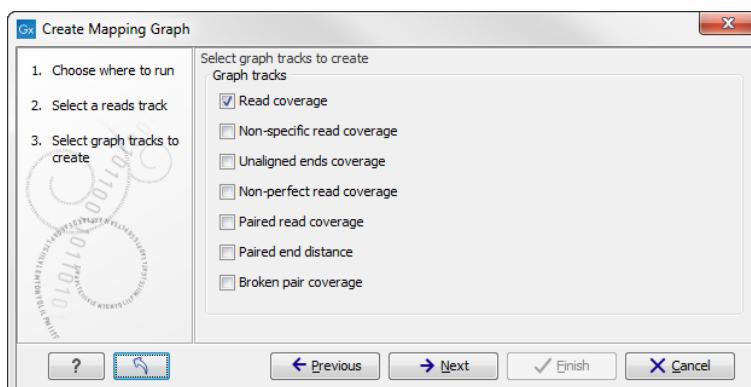 Gx Create Mapping Graph
X
1. Choose where to run
2. Select a reads track
3. Select graph tracks to
create
Select graph tracks to create
Graph tracks
Read coverage
Non-specific read coverage
Unaligned ends coverage
Non-perfect read coverage
Paired read coverage
Paired end distance
Broken pair coverage
? Previous Next Finish Cancel